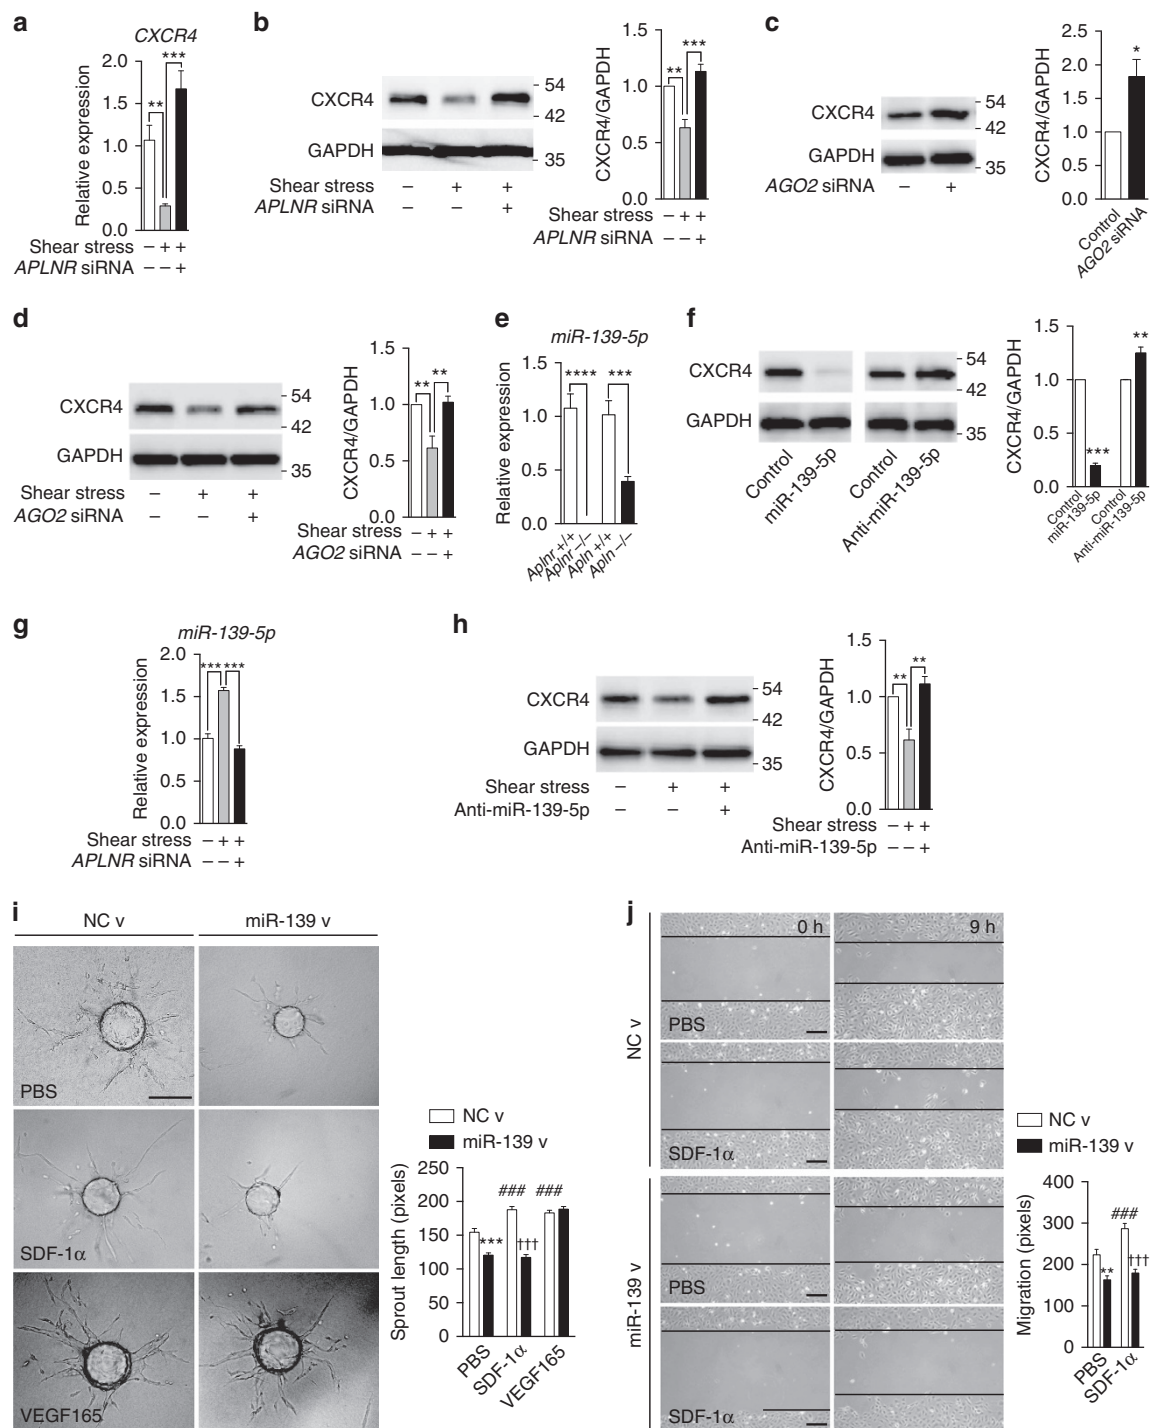 a
CXCR4
Relative expression
2.0
1.5
1.0
0.5
0.0
**
***
Shear stress – + +
APLNR siRNA – – +
b
CXCR4
GAPDH
54
42
35
Shear stress – + +
APLNR siRNA – – +
CXCR4/GAPDH
1.5
1.0
0.5
0.0
**
***
Shear stress – + +
APLNR siRNA – – +
c
CXCR4
GAPDH
54
42
35
AGO2 siRNA – +
CXCR4/GAPDH
2.5
2.0
1.5
1.0
0.5
0.0
*
Control
AGO2 siRNA
d
CXCR4
GAPDH
54
42
35
Shear stress – + +
AGO2 siRNA – – +
CXCR4/GAPDH
1.5
1.0
0.5
0.0
**
**
Shear stress – + +
AGO2 siRNA – – +
e
miR-139-5p
Relative expression
1.5
1.0
0.5
0.0
****
***
Aplnr +/+
Aplnr –/–
Apln +/+
Apln –/–
f
CXCR4
GAPDH
54
42
35
Control
miR-139-5p
Control
Anti-miR-139-5p
CXCR4/GAPDH
1.5
1.0
0.5
0.0
***
**
Control
miR-139-5p
Control
Anti-miR-139-5p
g
miR-139-5p
Relative expression
2.0
1.5
1.0
0.5
0.0
***
***
Shear stress – + +
APLNR siRNA – – +
h
CXCR4
GAPDH
54
42
35
Shear stress – + +
Anti-miR-139-5p – – +
CXCR4/GAPDH
1.5
1.0
0.5
0.0
**
**
Shear stress – + +
Anti-miR-139-5p – – +
i
NC v
miR-139 v
PBS
SDF-1α
VEGF165
NC v
miR-139 v
Sprout length (pixels)
250
200
150
100
50
0
***
###
†††
###
PBS
SDF-1α
VEGF165
j
0 h
9 h
NC v
PBS
SDF-1α
miR-139 v
PBS
SDF-1α
NC v
miR-139 v
Migration (pixels)
400
300
200
100
0
**
###
†††
PBS
SDF-1α